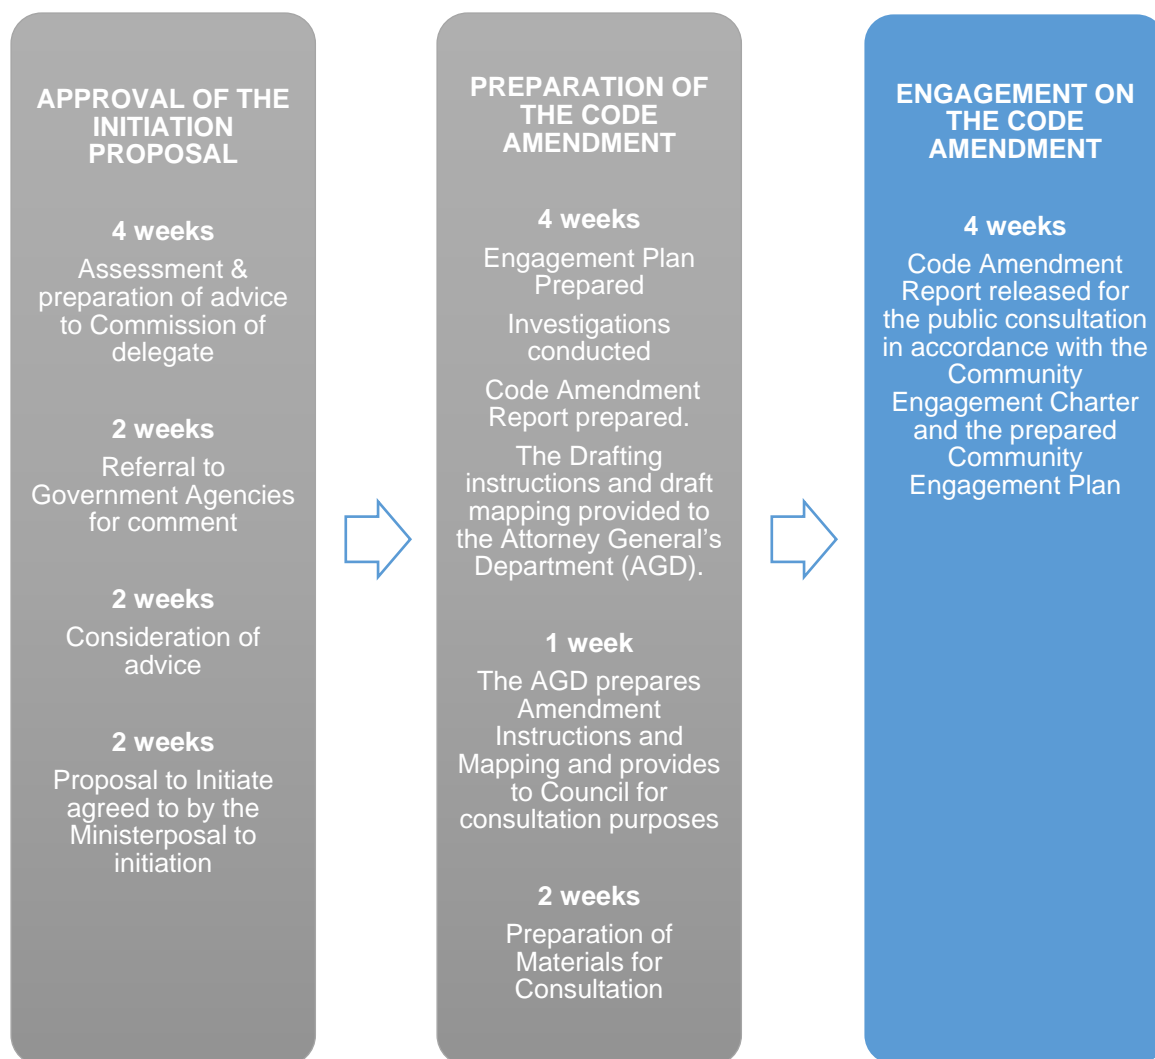 APPROVAL OF THE
INITIATION
PROPOSAL
4 weeks
Assessment &
preparation of advice
to Commission of
delegate
2 weeks
Referral to
Government Agencies
for comment
2 weeks
Consideration of
advice
2 weeks
Proposal to Initiate
agreed to by the
Ministerposal to
initiation
PREPARATION OF
THE CODE
AMENDMENT
4 weeks
Engagement Plan
Prepared
Investigations
conducted
Code Amendment
Report prepared.
The Drafting
instructions and draft
mapping provided to
the Attorney General’s
Department (AGD).
1 week
The AGD prepares
Amendment
Instructions and
Mapping and provides
to Council for
consultation purposes
2 weeks
Preparation of
Materials for
Consultation
ENGAGEMENT ON
THE CODE
AMENDMENT
4 weeks
Code Amendment
Report released for
the public consultation
in accordance with the
Community
Engagement Charter
and the prepared
Community
Engagement Plan